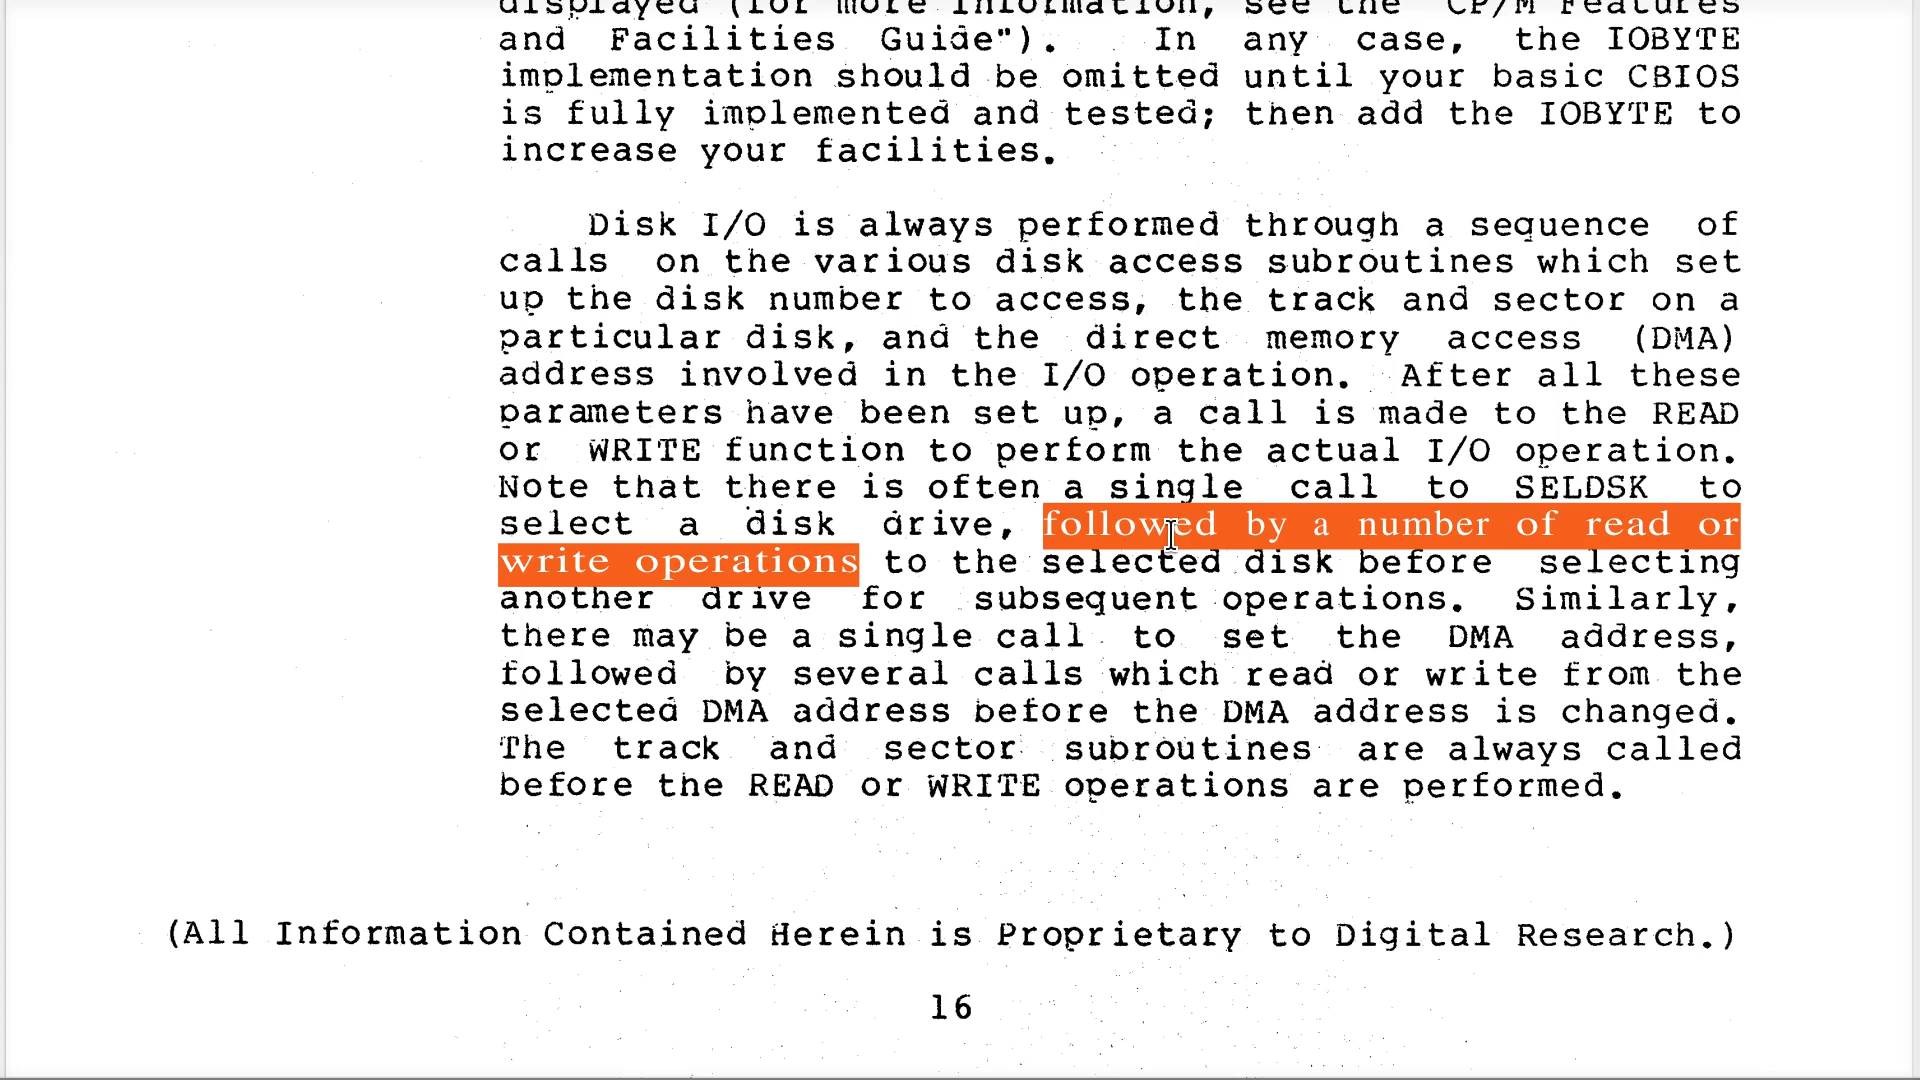 displayed (for more information, see the "CP/M Features
and Facilities Guide"). In any case, the IOBYTE
implementation should be omitted until your basic CBIOS
is fully implemented and tested; then add the IOBYTE to
increase your facilities.
Disk I/O is always performed through a sequence of
calls on the various disk access subroutines which set
up the disk number to access, the track and sector on a
particular disk, and the direct memory access (DMA)
address involved in the I/O operation. After all these
parameters have been set up, a call is made to the READ
or WRITE function to perform the actual I/O operation.
Note that there is often a single call to SELDSK to
select a disk drive, followed by a number of read or
write operations to the selected disk before selecting
another drive for subsequent operations. Similarly,
there may be a single call to set the DMA address,
followed by several calls which read or write from the
selected DMA address before the DMA address is changed.
The track and sector subroutines are always called
before the READ or WRITE operations are performed.
(All Information Contained Herein is Proprietary to Digital Research.)
16